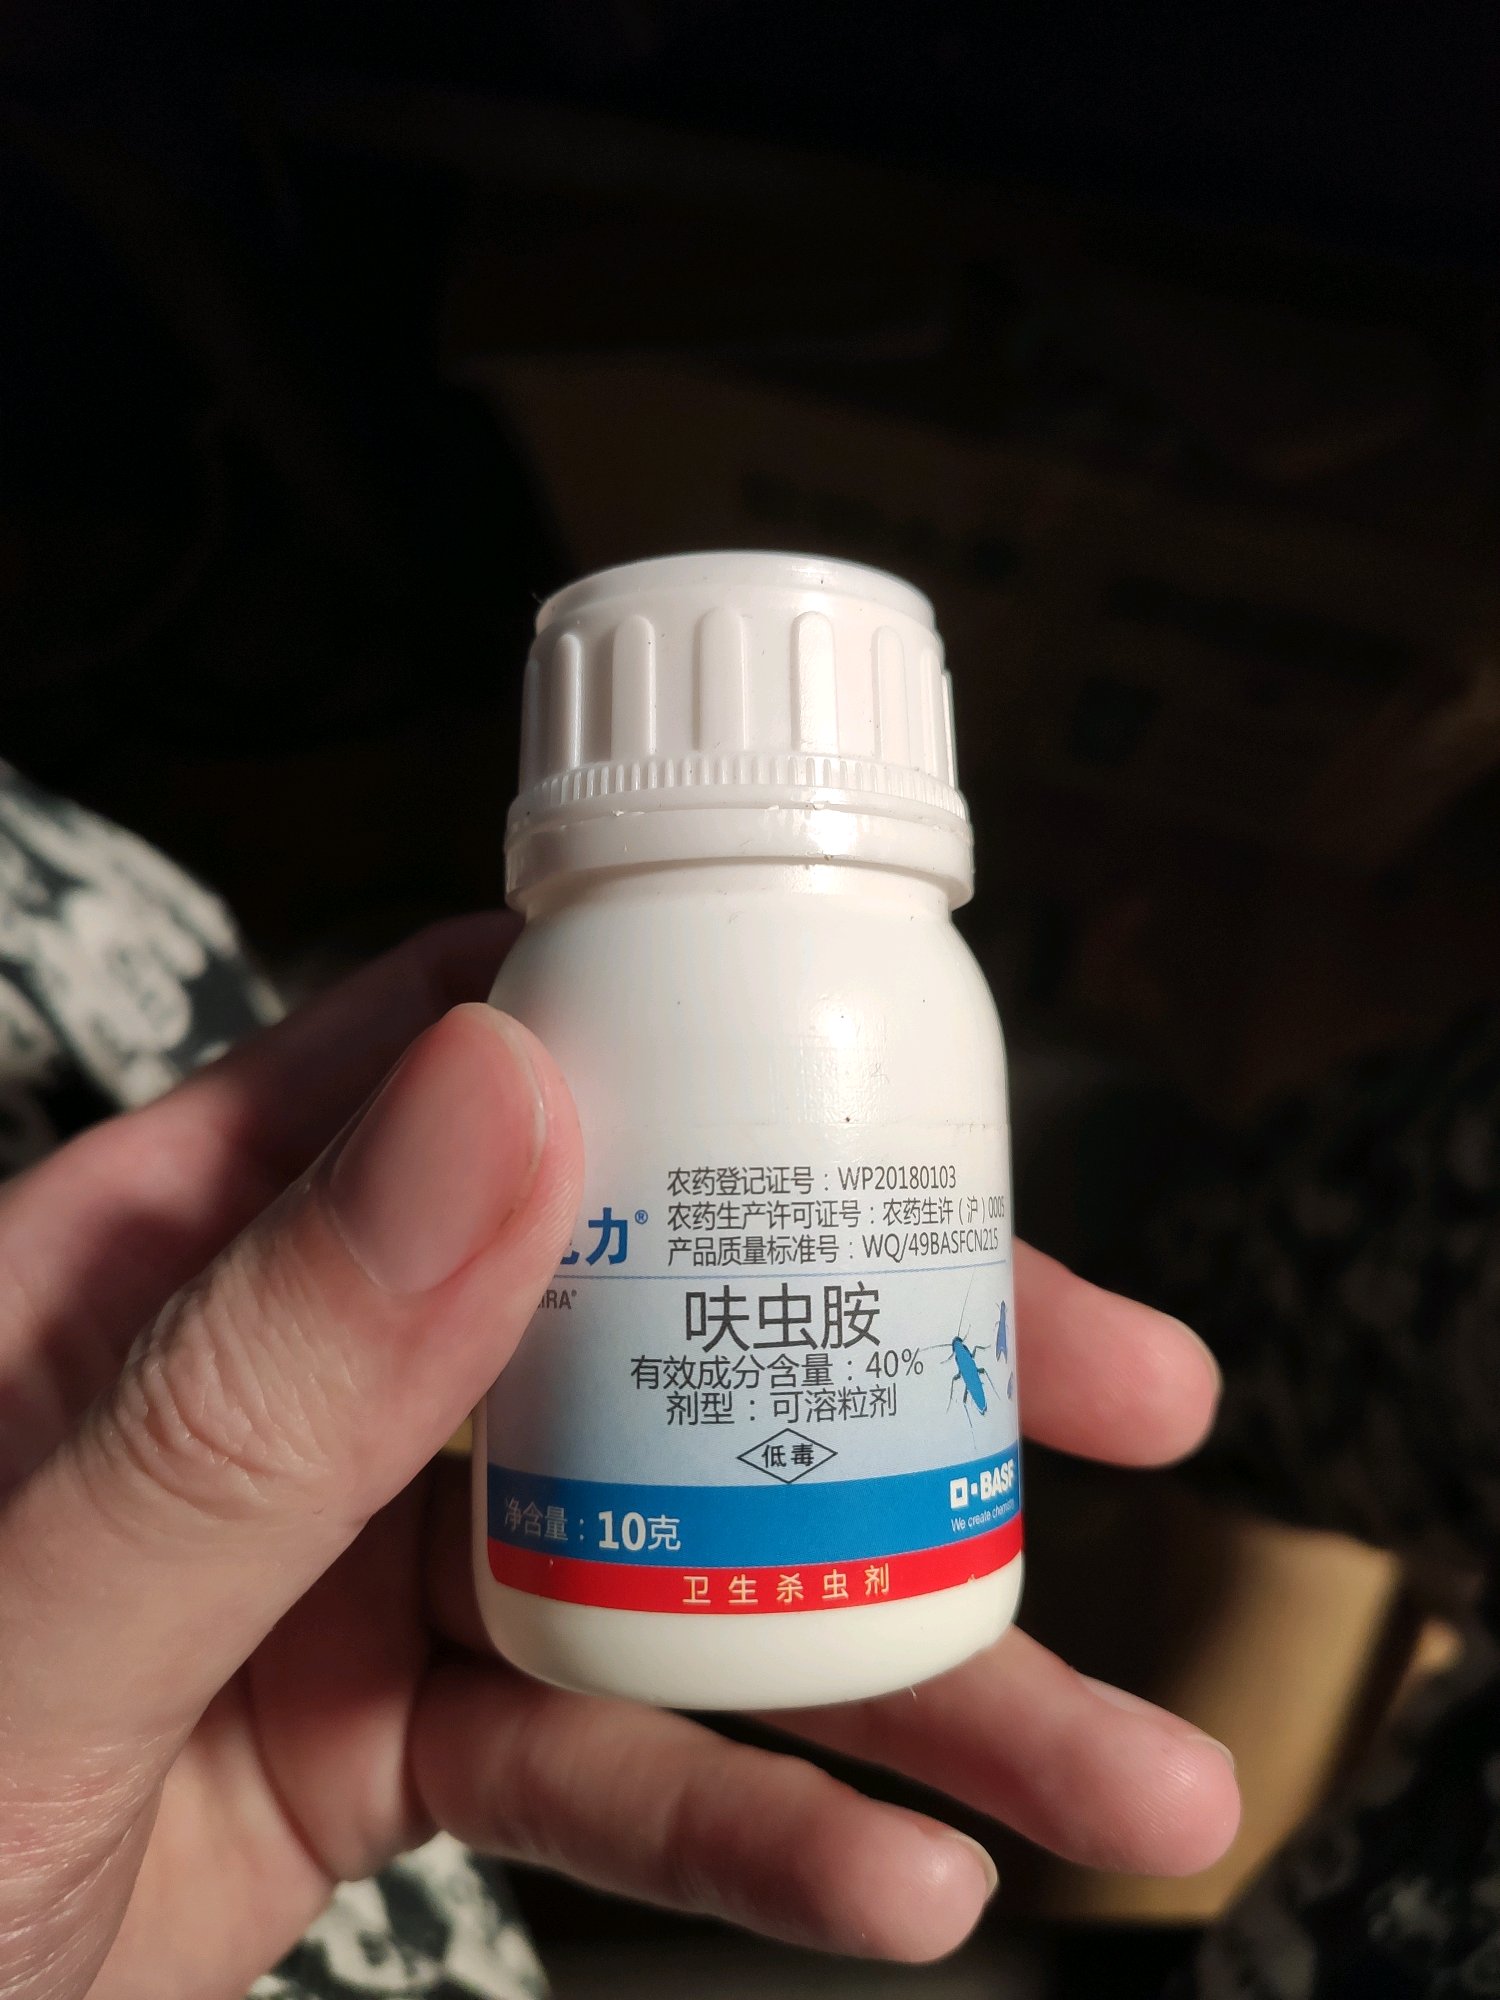 农药登记证号：WP20180103
农药生产许可证号：农药生许（沪）0005
产品质量标准号：WQ/49BASFCN215
力®
呋虫胺
有效成分含量：40%
剂型：可溶粒剂
低毒
BASF
We create
净含量：10克
卫生杀虫剂